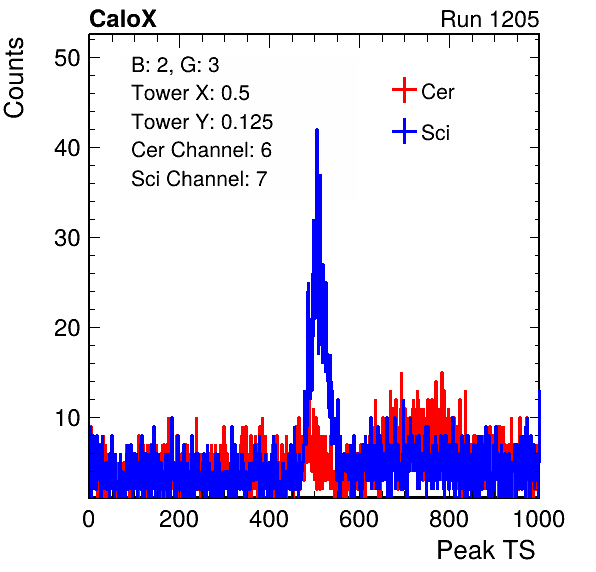 CaloX Run 1205
Counts
50
40
30
20
10
B: 2, G: 3
Tower X: 0.5
Tower Y: 0.125
Cer Channel: 6
Sci Channel: 7
Cer
Sci
0 200 400 600 800 1000
Peak TS